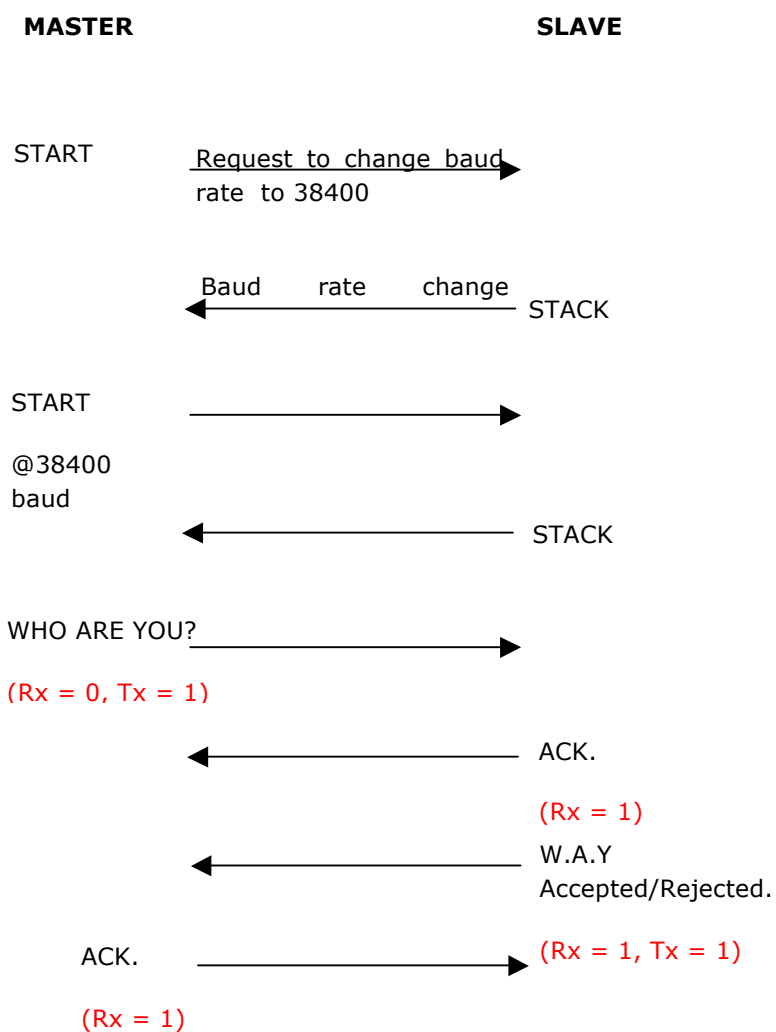 MASTER SLAVE
START
Request to change baud
rate to 38400
Baud rate change
STACK
START
@38400
baud
STACK
WHO ARE YOU?
(Rx = 0, Tx = 1)
ACK.
(Rx = 1)
W.A.Y
Accepted/Rejected.
(Rx = 1, Tx = 1)
ACK.
(Rx = 1)